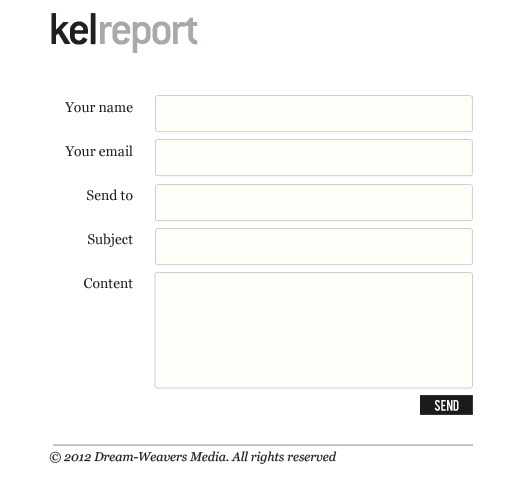 kelreport
Your name
Your email
Send to
Subject
Content
SEND
© 2012 Dream-Weavers Media. All rights reserved